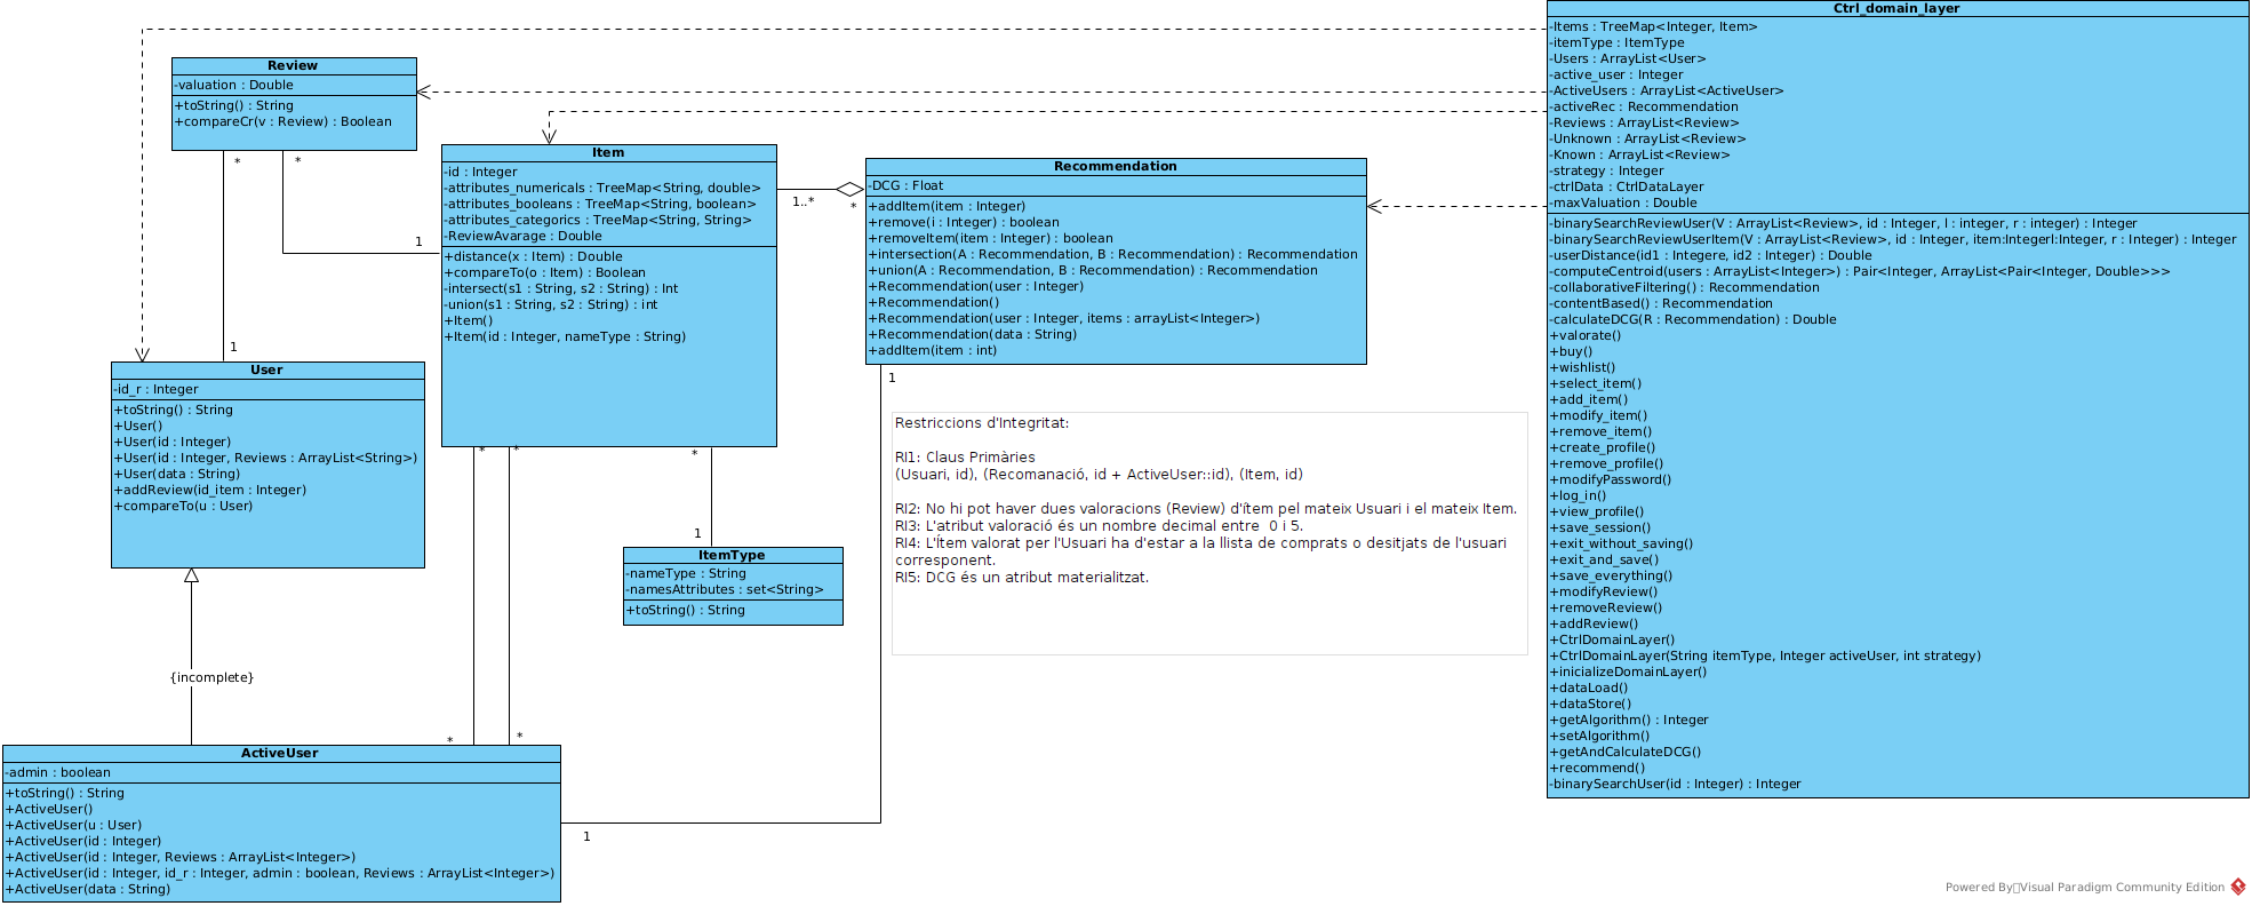 Review
-valuation : Double
+toString() : String
+compareCr(v : Review) : Boolean
*
*
1
1
User
-id_r : Integer
+toString() : String
+User()
+User(id : Integer)
+User(id : Integer, Reviews : ArrayList<String>)
+User(data : String)
+addReview(id_item : Integer)
+compareTo(u : User)
{incomplete}
ActiveUser
-admin : boolean
+toString() : String
+ActiveUser()
+ActiveUser(u : User)
+ActiveUser(id : Integer)
+ActiveUser(id : Integer, Reviews : ArrayList<Integer>)
+ActiveUser(id : Integer, id_r : Integer, admin : boolean, Reviews : ArrayList<Integer>)
+ActiveUser(data : String)
Item
-id : Integer
-attributes_numericals : TreeMap<String, double>
-attributes_booleans : TreeMap<String, boolean>
-attributes_categorics : TreeMap<String, String>
-ReviewAvarage : Double
+distance(x : Item) : Double
+compareTo(o : Item) : Boolean
-intersect(s1 : String, s2 : String) : Int
-union(s1 : String, s2 : String) : int
+Item()
+Item(id : Integer, nameType : String)
*
*
*
*
*
1
ItemType
-nameType : String
-namesAttributes : set<String>
+toString() : String
1..*
*
Recommendation
-DCG : Float
+addItem(item : Integer)
+remove(i : Integer) : boolean
+removeItem(item : Integer) : boolean
+intersection(A : Recommendation, B : Recommendation) : Recommendation
+union(A : Recommendation, B : Recommendation) : Recommendation
+Recommendation(user : Integer)
+Recommendation()
+Recommendation(user : Integer, items : arrayList<Integer>)
+Recommendation(data : String)
+addItem(item : int)
1
1
Restriccions d'Integritat:
RI1: Claus Primàries
(Usuari, id), (Recomanació, id + ActiveUser::id), (Item, id)
RI2: No hi pot haver dues valoracions (Review) d'ítem pel mateix Usuari i el mateix Item.
RI3: L'atribut valoració és un nombre decimal entre  0 i 5.
RI4: L'Ítem valorat per l'Usuari ha d'estar a la llista de comprats o desitjats de l'usuari
corresponent.
RI5: DCG és un atribut materialitzat.
Ctrl_domain_layer
-Items : TreeMap<Integer, Item>
-itemType : ItemType
-Users : ArrayList<User>
-active_user : Integer
-ActiveUsers : ArrayList<ActiveUser>
-activeRec : Recommendation
-Reviews : ArrayList<Review>
-Unknown : ArrayList<Review>
-Known : ArrayList<Review>
-strategy : Integer
-ctrlData : CtrlDataLayer
-maxValuation : Double
-binarySearchReviewUser(V : ArrayList<Review>, id : Integer, l : integer, r : integer) : Integer
-binarySearchReviewUserItem(V : ArrayList<Review>, id : Integer, item:Integerl:Integer, r : Integer) : Integer
-userDistance(id1 : Integere, id2 : Integer) : Double
-computeCentroid(users : ArrayList<Integer>) : Pair<Integer, ArrayList<Pair<Integer, Double>>>
-collaborativeFiltering() : Recommendation
-contentBased() : Recommendation
-calculateDCG(R : Recommendation) : Double
+valorate()
+buy()
+wishlist()
+select_item()
+add_item()
+modify_item()
+remove_item()
+create_profile()
+remove_profile()
+modifyPassword()
+log_in()
+view_profile()
+save_session()
+exit_without_saving()
+exit_and_save()
+save_everything()
+modifyReview()
+removeReview()
+addReview()
+CtrlDomainLayer()
+CtrlDomainLayer(String itemType, Integer activeUser, int strategy)
+inicializeDomainLayer()
+dataLoad()
+dataStore()
+getAlgorithm() : Integer
+setAlgorithm()
+getAndCalculateDCG()
+recommend()
-binarySearchUser(id : Integer) : Integer
Powered By Visual Paradigm Community Edition